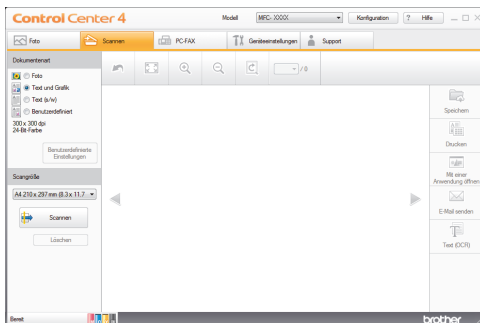 Control Center 4 Modell MFC- XXXX Konfiguration ? Hilfe
Foto Scannen PC-FAX Geräteeinstellungen Support
Dokumentenart
Foto
Text und Grafik
Text (s/w)
Benutzerdefiniert
300 x 300 dpi
24-Bit-Farbe
Benutzerdefinierte
Einstellungen
Scangröße
A4 210 x 297 mm (8.3 x 11.7
Scannen
Löschen
/ 0
Speichern
Drucken
Mit einer
Anwendung öffnen
E-Mail senden
Text (OCR)
Bereit
brother